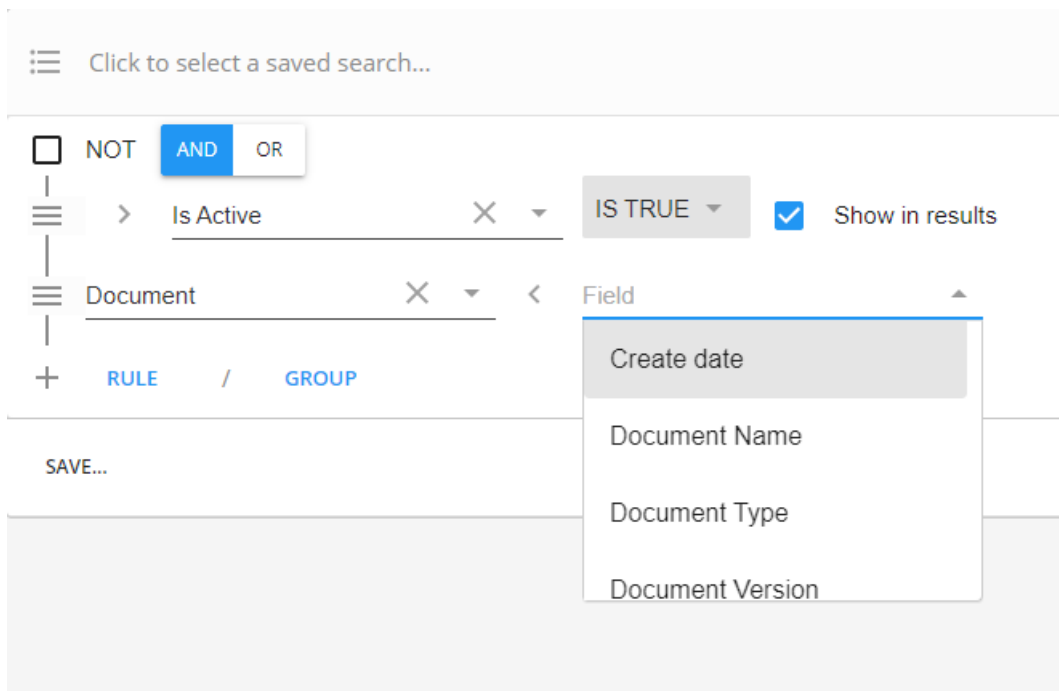 Click to select a saved search...
NOT AND OR
Is Active IS TRUE Show in results
Document Field
Create date
RULE / GROUP
Document Name
SAVE...
Document Type
Document Version